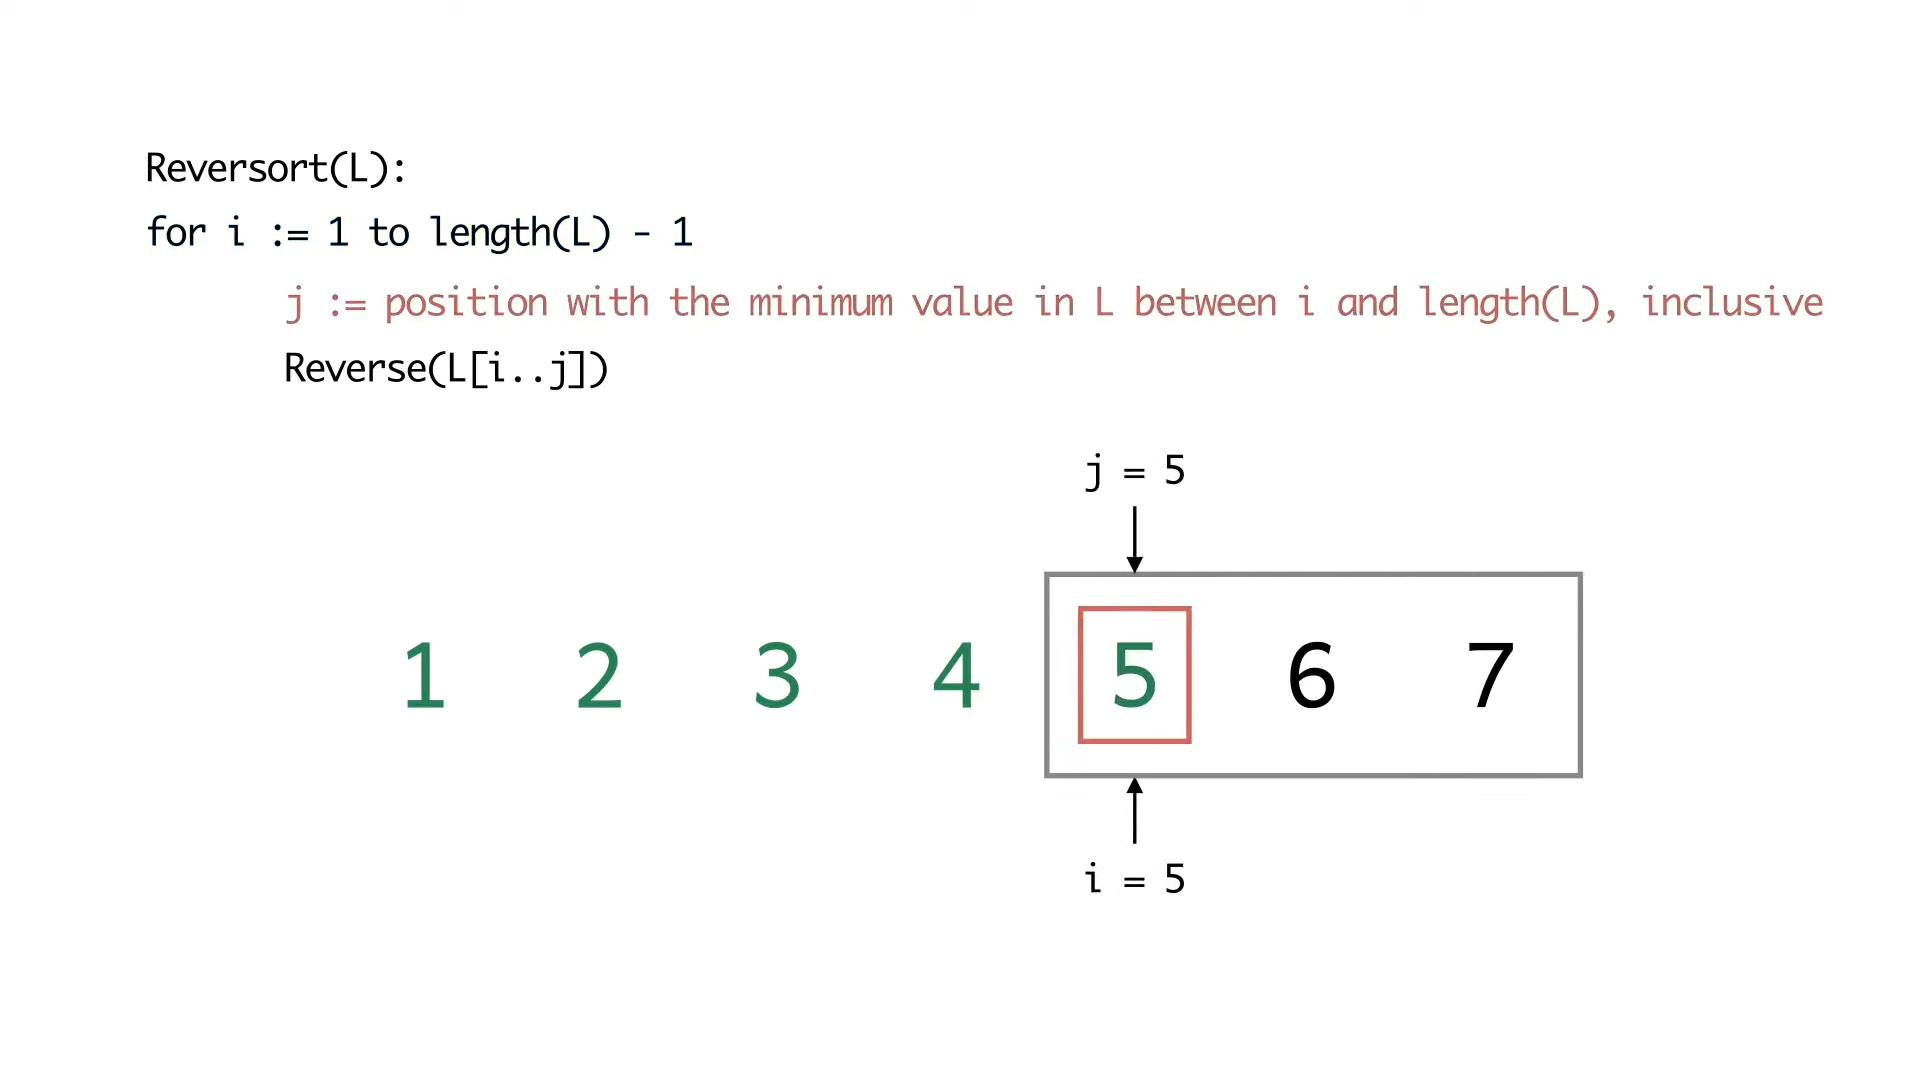 Reversort(L):
for i := 1 to length(L) - 1
j := position with the minimum value in L between i and length(L), inclusive
Reverse(L[i..j])
j = 5
1 2 3 4 5 6 7
i = 5